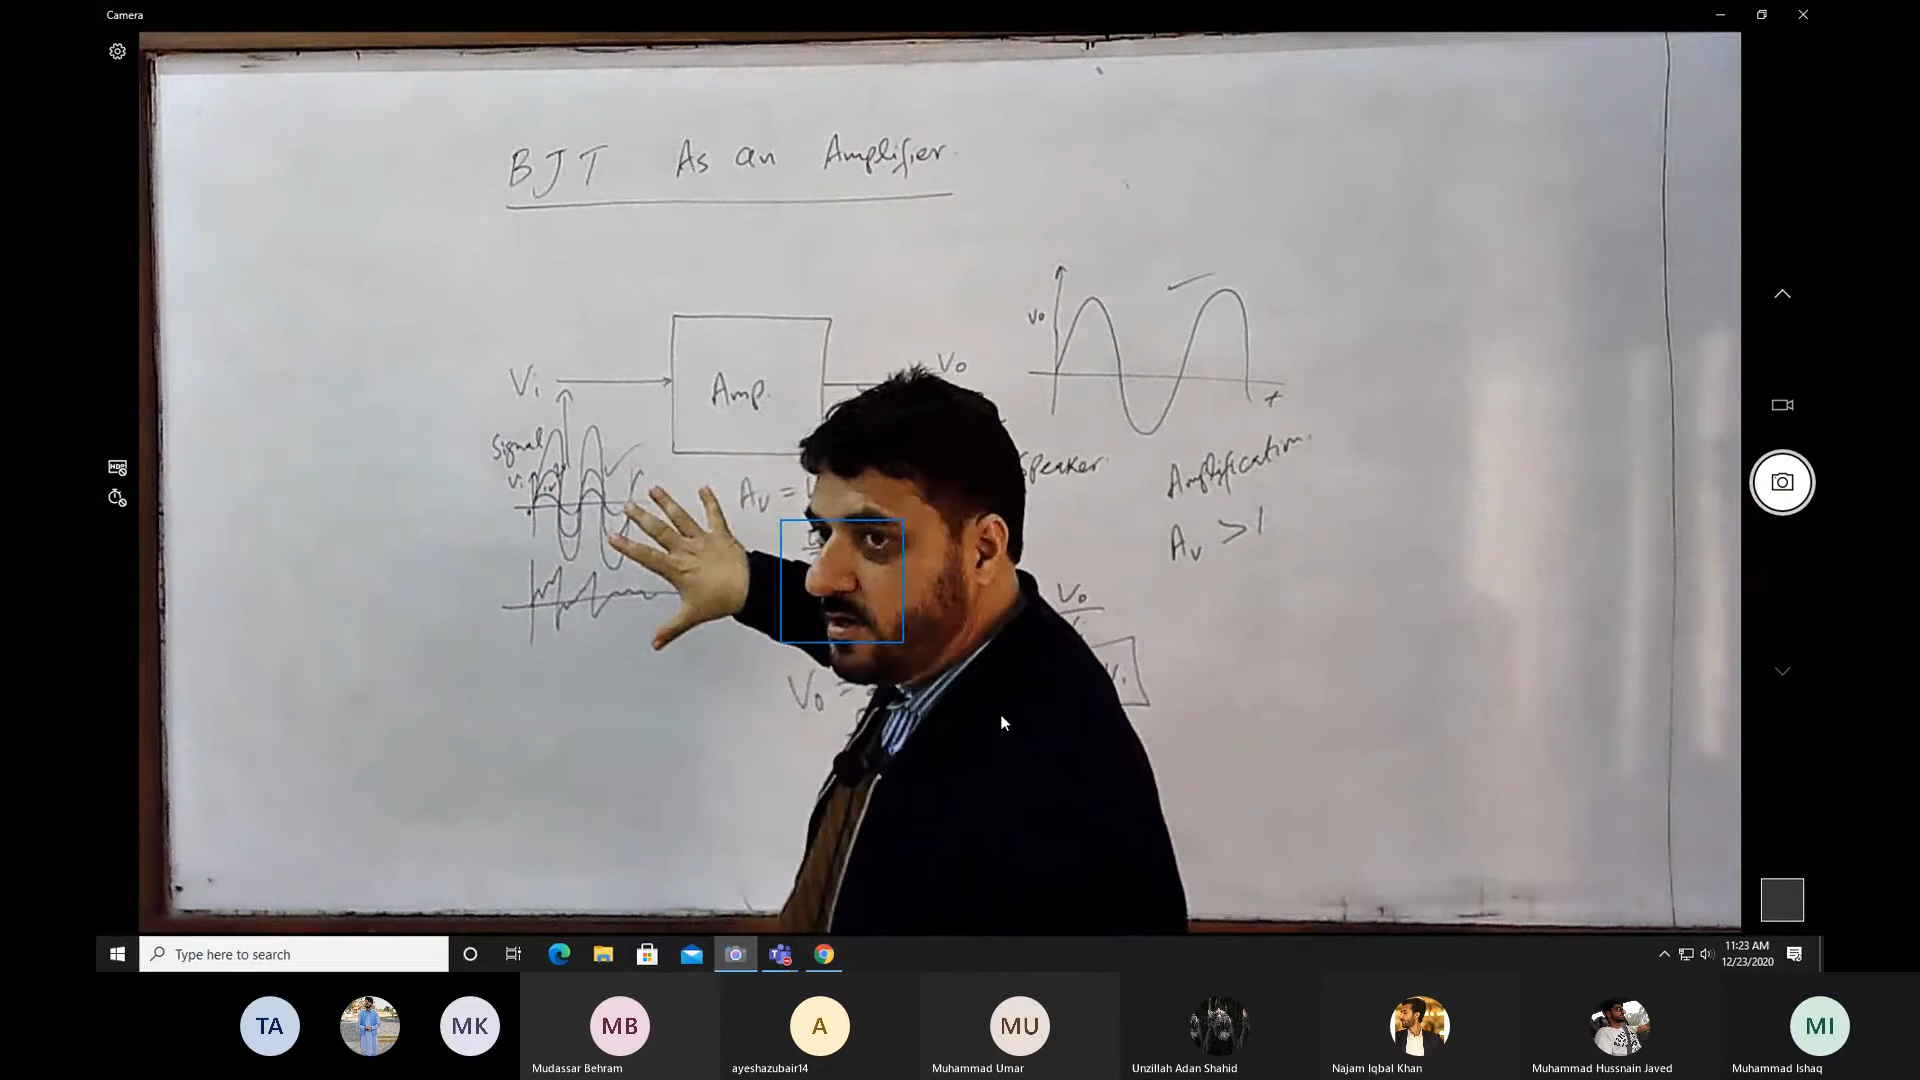 Camera
BJT As an Amplifier.
Vo
Vi
Amp.
Vo
t
Signal
Vi
Speaker
Amplification.
Av =
Av >1
Vo
Vo =
Type here to search
11:23 AM
12/23/2020
TA
MK
MB
A
MU
MI
Mudassar Behram
ayeshazubair14
Muhammad Umar
Unzillah Adan Shahid
Najam Iqbal Khan
Muhammad Hussnain Javed
Muhammad Ishaq